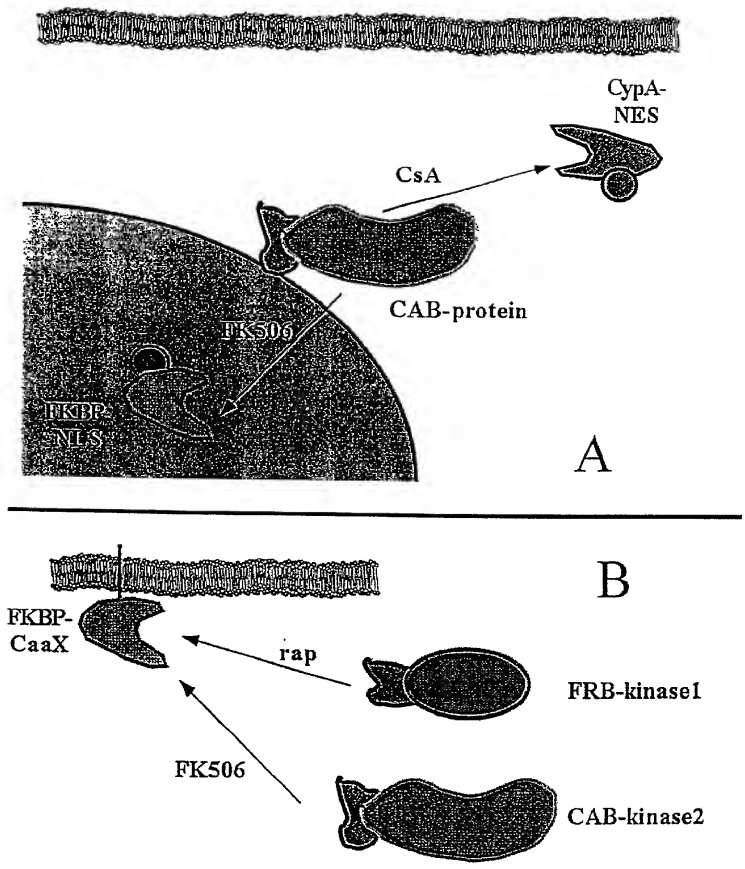 CypA-
NES
CsA
CAB-protein
FK506
FKBP-
NLS
A
B
FKBP-
CaaX
rap
FRB-kinase1
FK506
CAB-kinase2